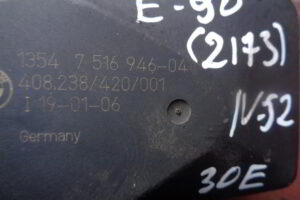 E-90
(2173)
1354 7 516 946-04
408.238/420/001
I 19-01-06
N-52
Germany
30E